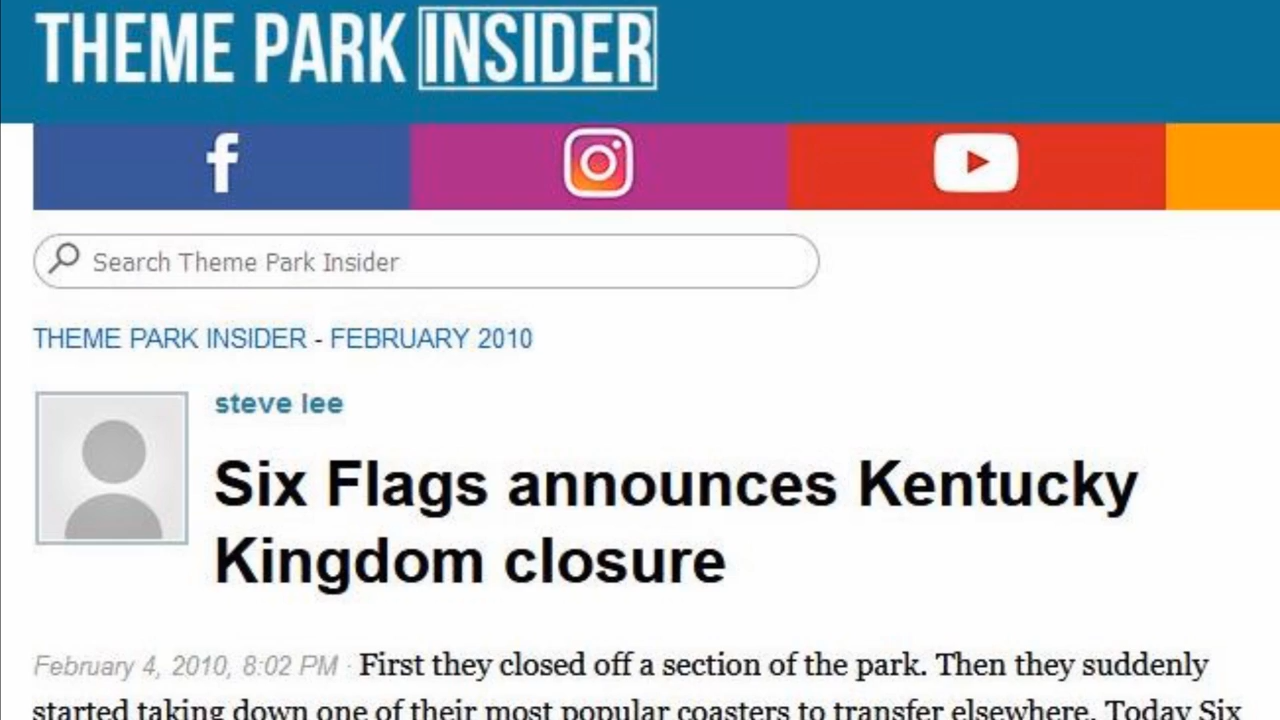 THEME PARK INSIDER
Search Theme Park Insider
THEME PARK INSIDER - FEBRUARY 2010
steve lee
Six Flags announces Kentucky
Kingdom closure
February 4, 2010, 8:02 PM · First they closed off a section of the park. Then they suddenly
started taking down one of their most popular coasters to transfer elsewhere. Today Six